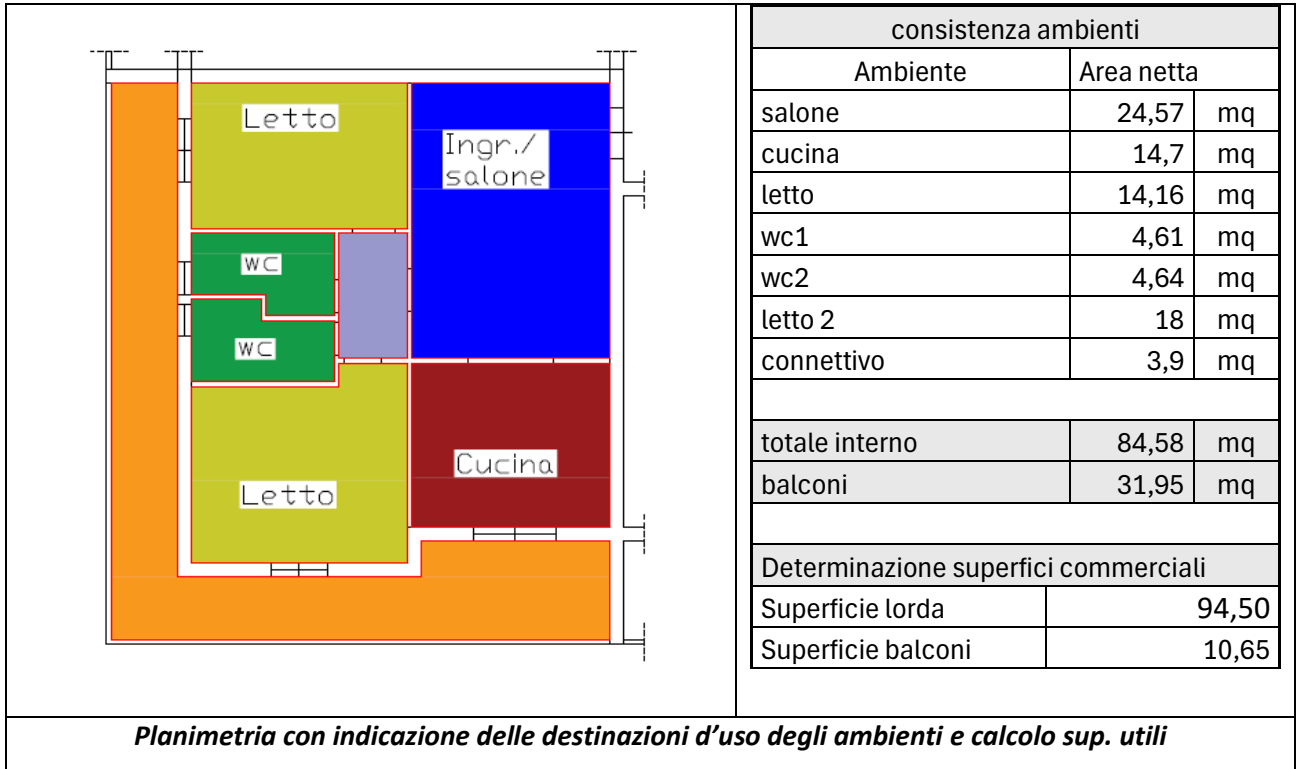 Letto
Ingr./
salone
WC
WC
Cucina
Letto
consistenza ambienti
Ambiente Area netta
salone 24,57 mq
cucina 14,7 mq
letto 14,16 mq
wc1 4,61 mq
wc2 4,64 mq
letto 2 18 mq
connettivo 3,9 mq
totale interno 84,58 mq
balconi 31,95 mq
Determinazione superfici commerciali
Superficie lorda 94,50
Superficie balconi 10,65
Planimetria con indicazione delle destinazioni d’uso degli ambienti e calcolo sup. utili